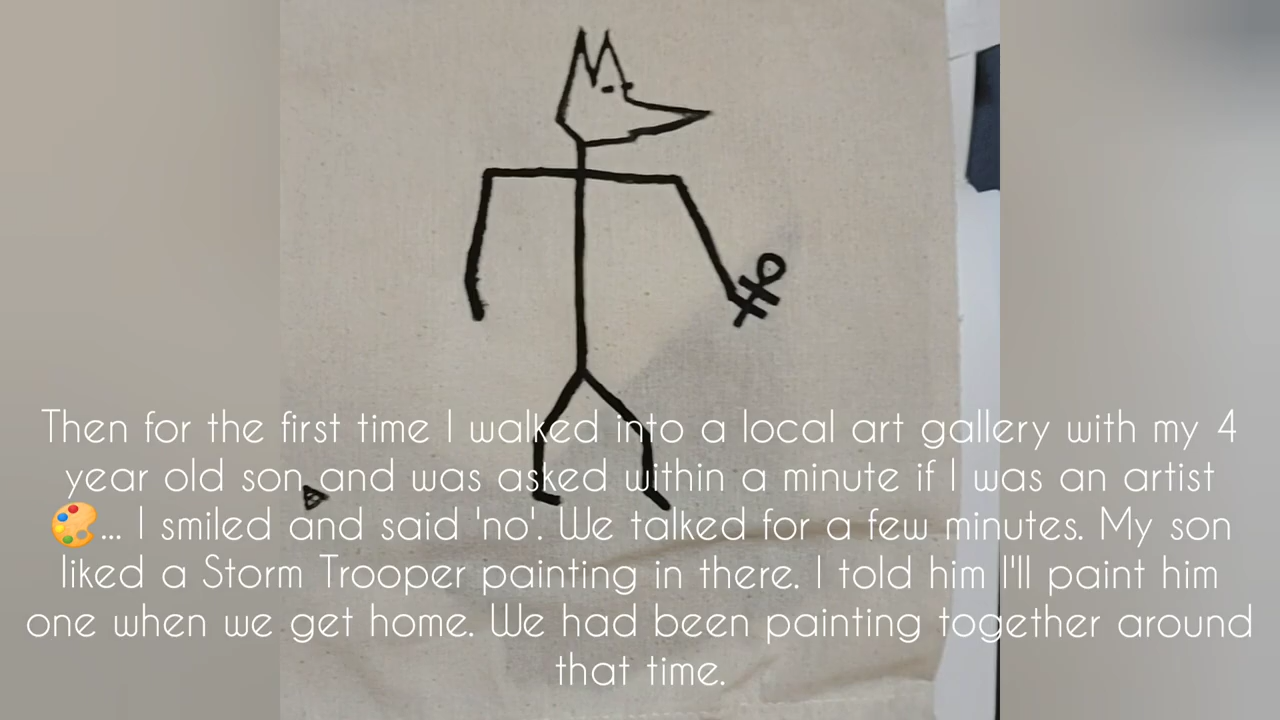 Then for the first time I walked into a local art gallery with my 4
year old son and was asked within a minute if I was an artist
🎨... I smiled and said 'no'. We talked for a few minutes. My son
liked a Storm Trooper painting in there. I told him I'll paint him
one when we get home. We had been painting together around
that time.